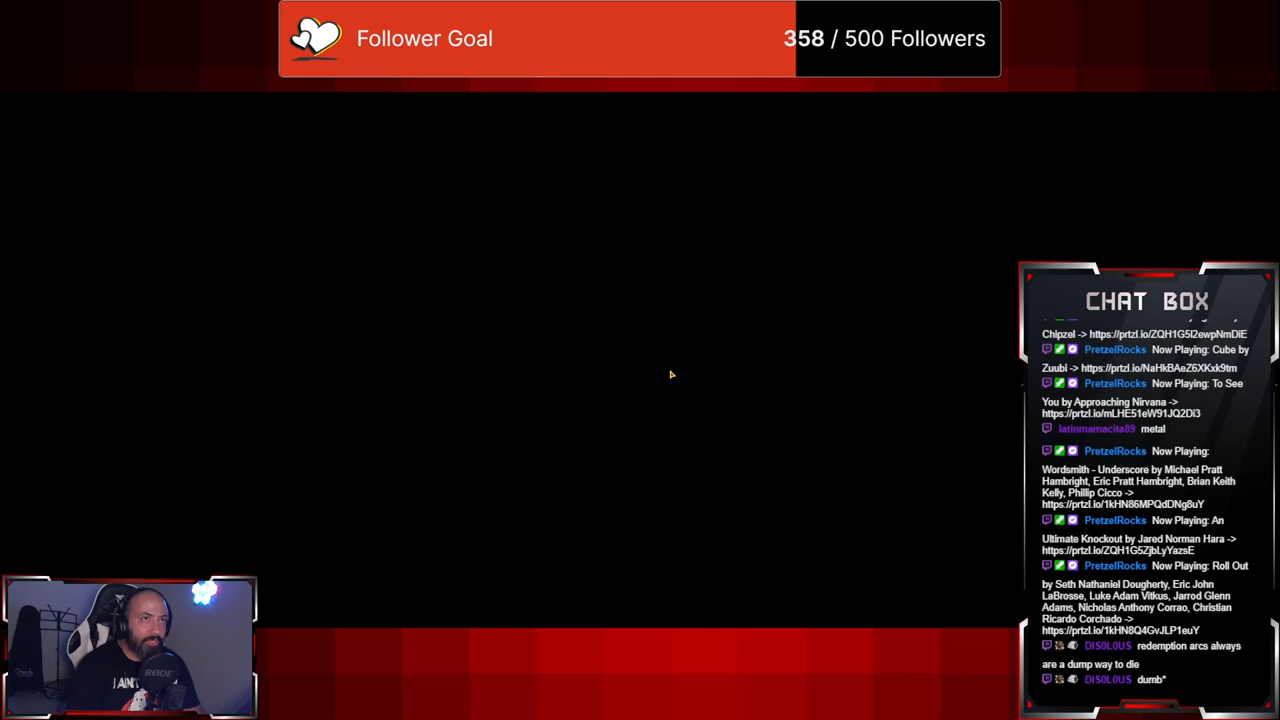 Follower Goal
358 / 500 Followers
CHAT BOX
Chipzel -> https://prtzl.io/ZQH1G5l2ewpNmDiE
PretzelRocks Now Playing: Cube by
Zuubi -> https://prtzl.io/NaHkBAeZ6XKxk9tm
PretzelRocks Now Playing: To See
You by Approaching Nirvana ->
https://prtzl.io/mLHE51eW91JQ2Di3
latinmamacita89 metal
PretzelRocks Now Playing:
Wordsmith - Underscore by Michael Pratt
Hambright, Eric Pratt Hambright, Brian Keith
Kelly, Phillip Cicco ->
https://prtzl.io/1kHN86MPQdDNg8uY
PretzelRocks Now Playing: An
Ultimate Knockout by Jared Norman Hara ->
https://prtzl.io/ZQH1G5ZjbLyYazsE
PretzelRocks Now Playing: Roll Out
by Seth Nathaniel Dougherty, Eric John
LaBrosse, Luke Adam Vitkus, Jarrod Glenn
Adams, Nicholas Anthony Corrao, Christian
Ricardo Corchado ->
https://prtzl.io/1kHN8Q4GvJLP1euY
DIS0L0US redemption arcs always
are a dump way to die
DIS0L0US dumb*
RØDE
I AIN'T